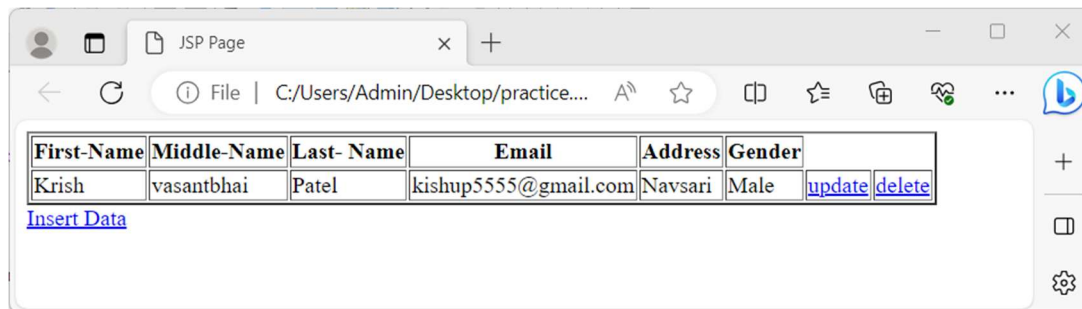 JSP Page
File | C:/Users/Admin/Desktop/practice....
First-Name Middle-Name Last- Name Email Address Gender
Krish vasantbhai Patel kishup5555@gmail.com Navsari Male update delete
Insert Data